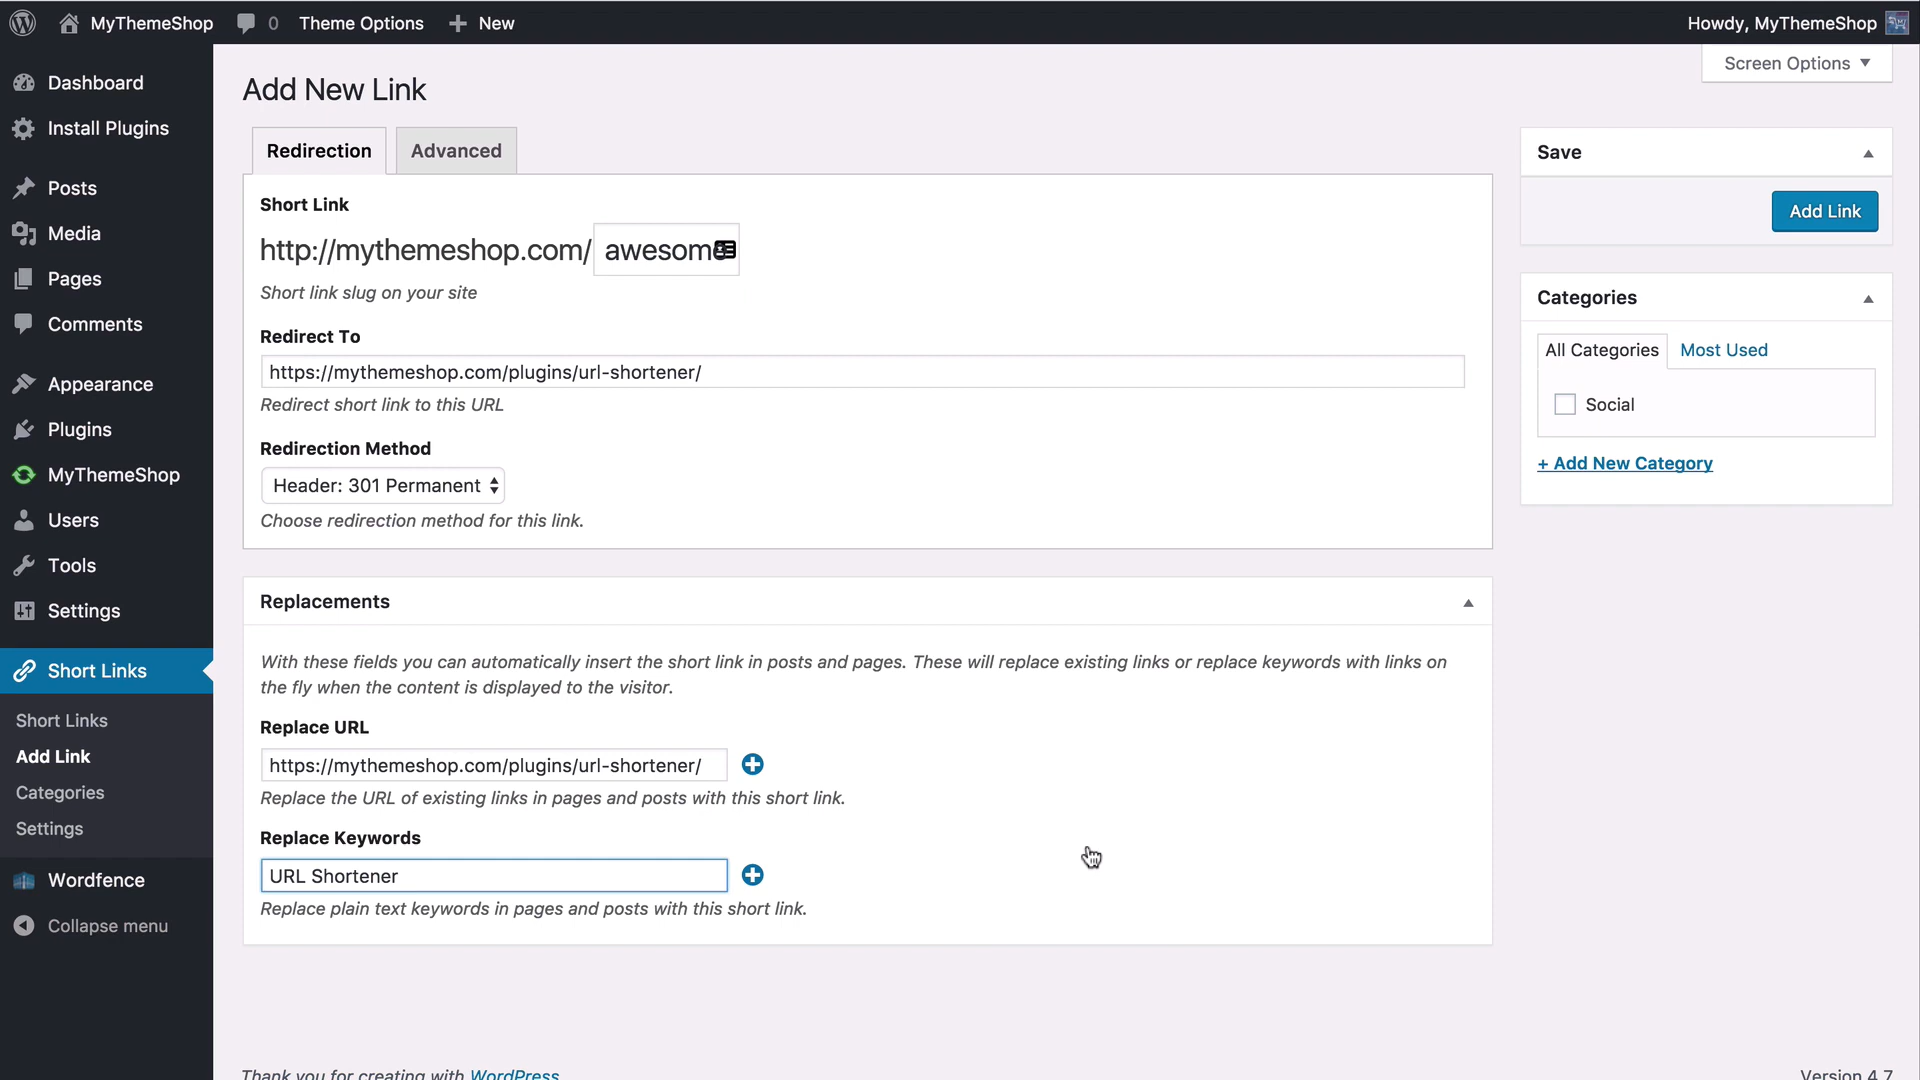 MyThemeShop
0
Theme Options
New
Howdy, MyThemeShop
Screen Options
Dashboard
Install Plugins
Posts
Media
Pages
Comments
Appearance
Plugins
MyThemeShop
Users
Tools
Settings
Short Links
Short Links
Add Link
Categories
Settings
Wordfence
Collapse menu
Add New Link
Redirection
Advanced
Short Link
http://mythemeshop.com/ awesome
Short link slug on your site
Redirect To
https://mythemeshop.com/plugins/url-shortener/
Redirect short link to this URL
Redirection Method
Header: 301 Permanent
Choose redirection method for this link.
Replacements
With these fields you can automatically insert the short link in posts and pages. These will replace existing links or replace keywords with links on
the fly when the content is displayed to the visitor.
Replace URL
https://mythemeshop.com/plugins/url-shortener/
Replace the URL of existing links in pages and posts with this short link.
Replace Keywords
URL Shortener
Replace plain text keywords in pages and posts with this short link.
Save
Add Link
Categories
All Categories
Most Used
Social
+ Add New Category
Thank you for creating with WordPress
Version 4.7